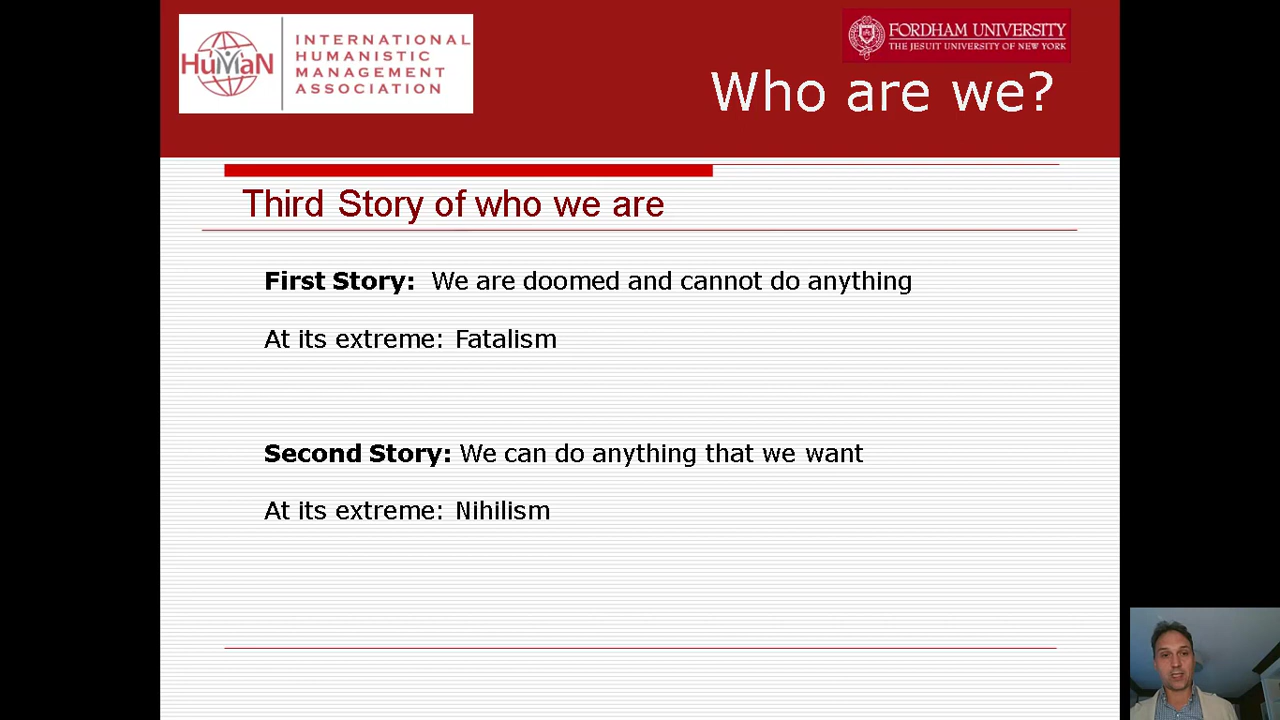 HuMaN
INTERNATIONAL
HUMANISTIC
MANAGEMENT
ASSOCIATION
FORDHAM UNIVERSITY
THE JESUIT UNIVERSITY OF NEW YORK
Who are we?
Third Story of who we are
First Story: We are doomed and cannot do anything
At its extreme: Fatalism
Second Story: We can do anything that we want
At its extreme: Nihilism